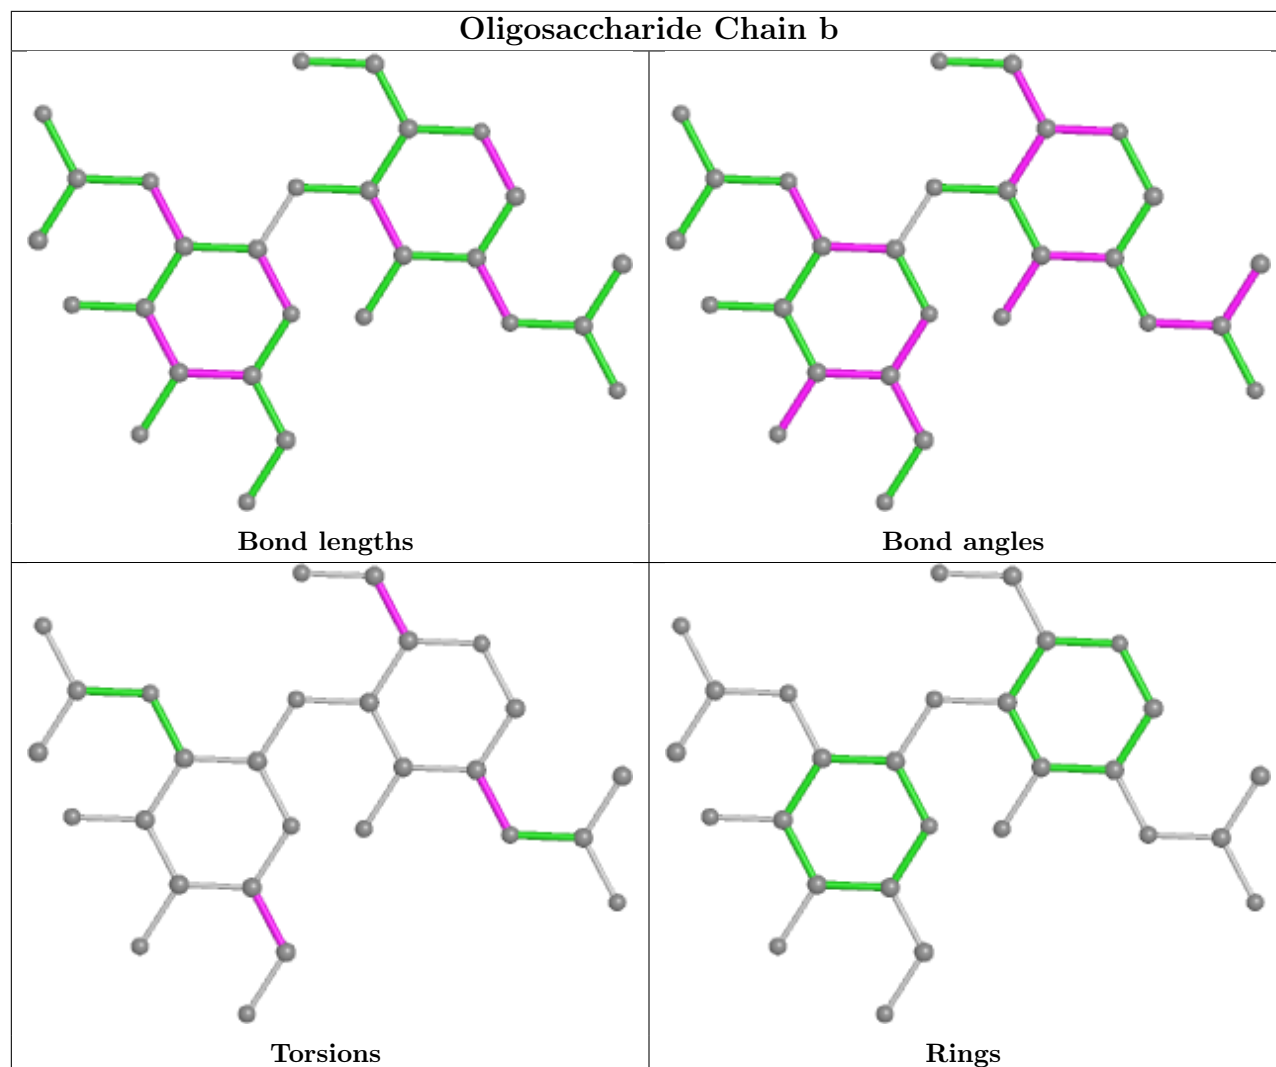 Oligosaccharide Chain b
Bond lengths
Bond angles
Torsions
Rings